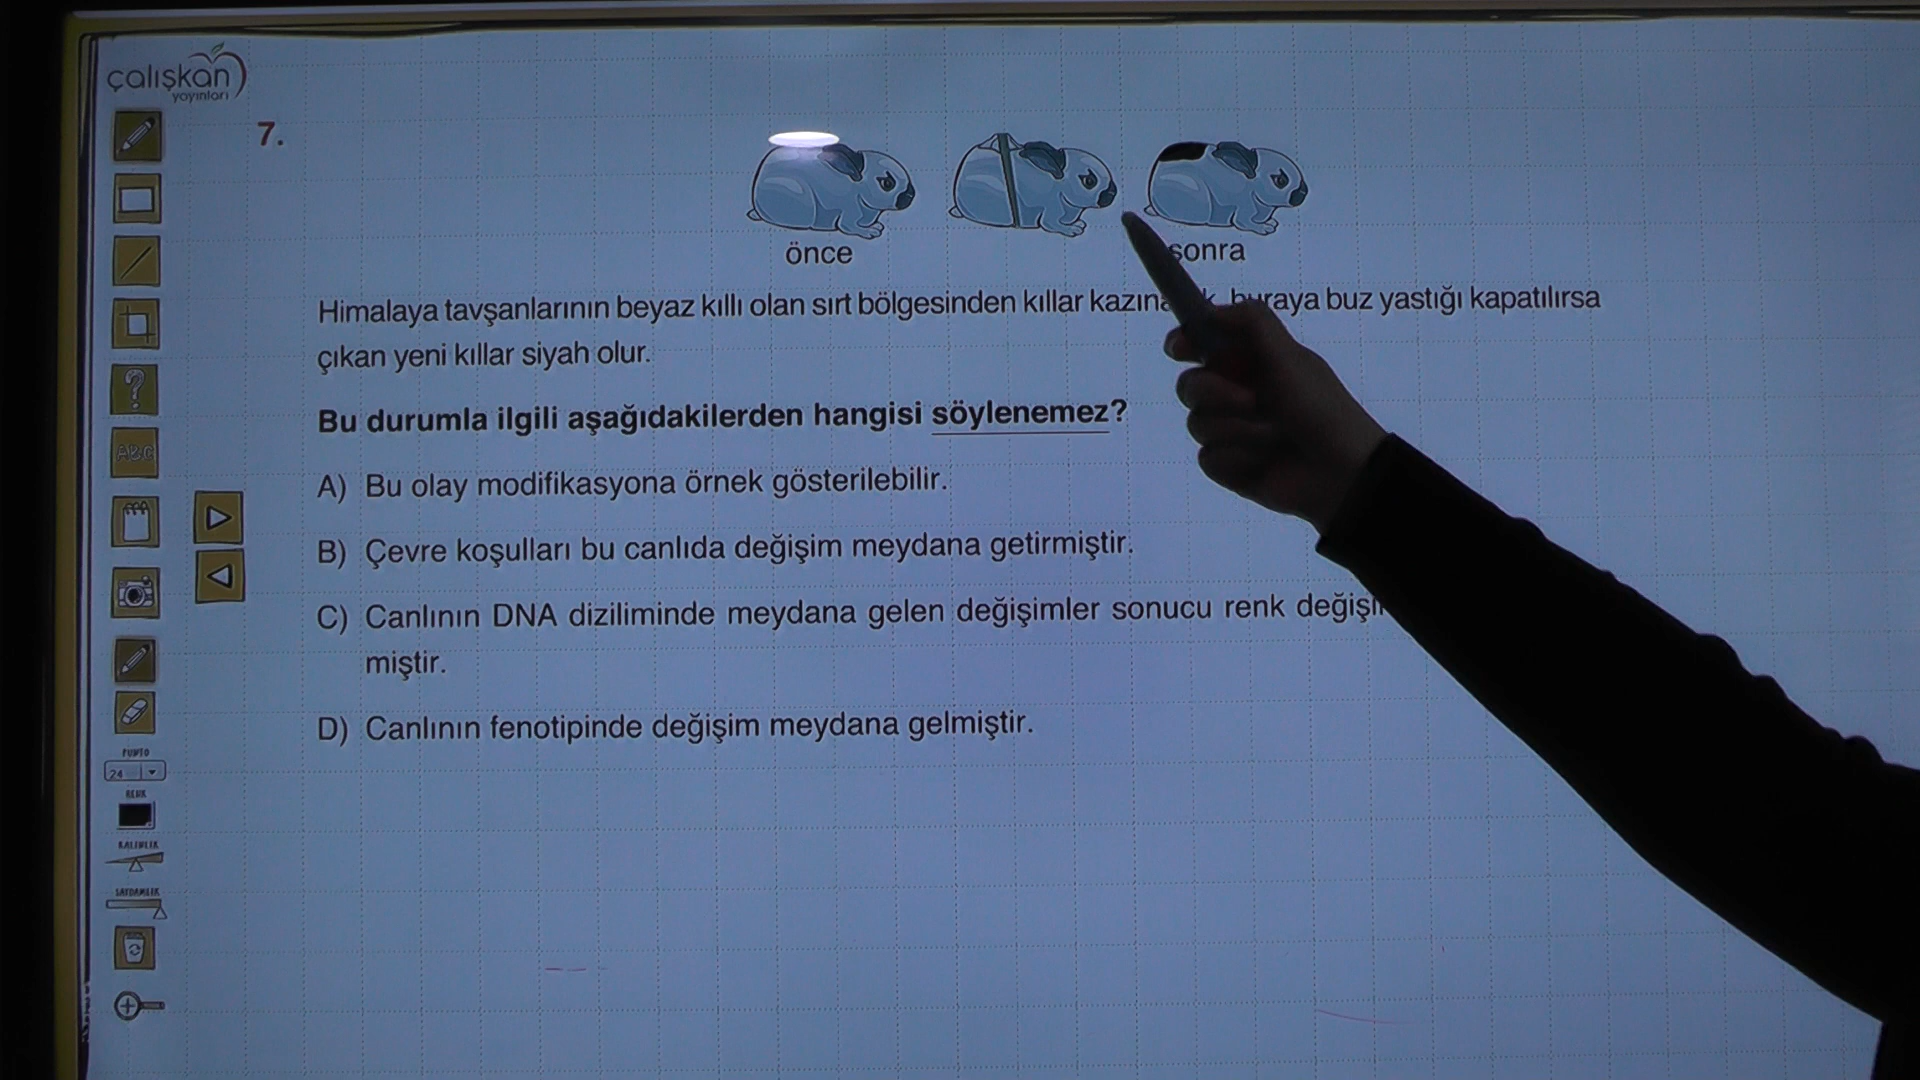 çalışkan
yayınları
7.
önce
sonra
Himalaya tavşanlarının beyaz kıllı olan sırt bölgesinden kıllar buraya buz yastığı kapatılırsa
çıkan yeni kıllar siyah olur.
Bu durumla ilgili aşağıdakilerden hangisi söylenemez?
A) Bu olay modifikasyona örnek gösterilebilir.
B) Çevre koşulları bu canlıda değişim meydana getirmiştir.
C) Canlının DNA diziliminde meydana gelen değişimler sonucu renk
miştir.
D) Canlının fenotipinde değişim meydana gelmiştir.
ABC
PUNTO
24
RENK
KALINLIK
SAYDAMLIK